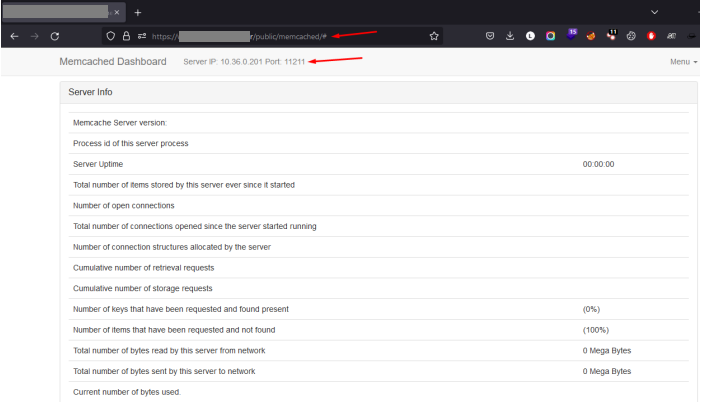 https://
r/public/memcached/#
15
11
Memcached Dashboard Server IP: 10.36.0.201 Port: 11211 Menu
Server Info
Memcache Server version:
Process id of this server process
Server Uptime 00:00:00
Total number of items stored by this server ever since it started
Number of open connections
Total number of connections opened since the server started running
Number of connection structures allocated by the server
Cumulative number of retrieval requests
Cumulative number of storage requests
Number of keys that have been requested and found present (0%)
Number of items that have been requested and not found (100%)
Total number of bytes read by this server from network 0 Mega Bytes
Total number of bytes sent by this server to network 0 Mega Bytes
Current number of bytes used.